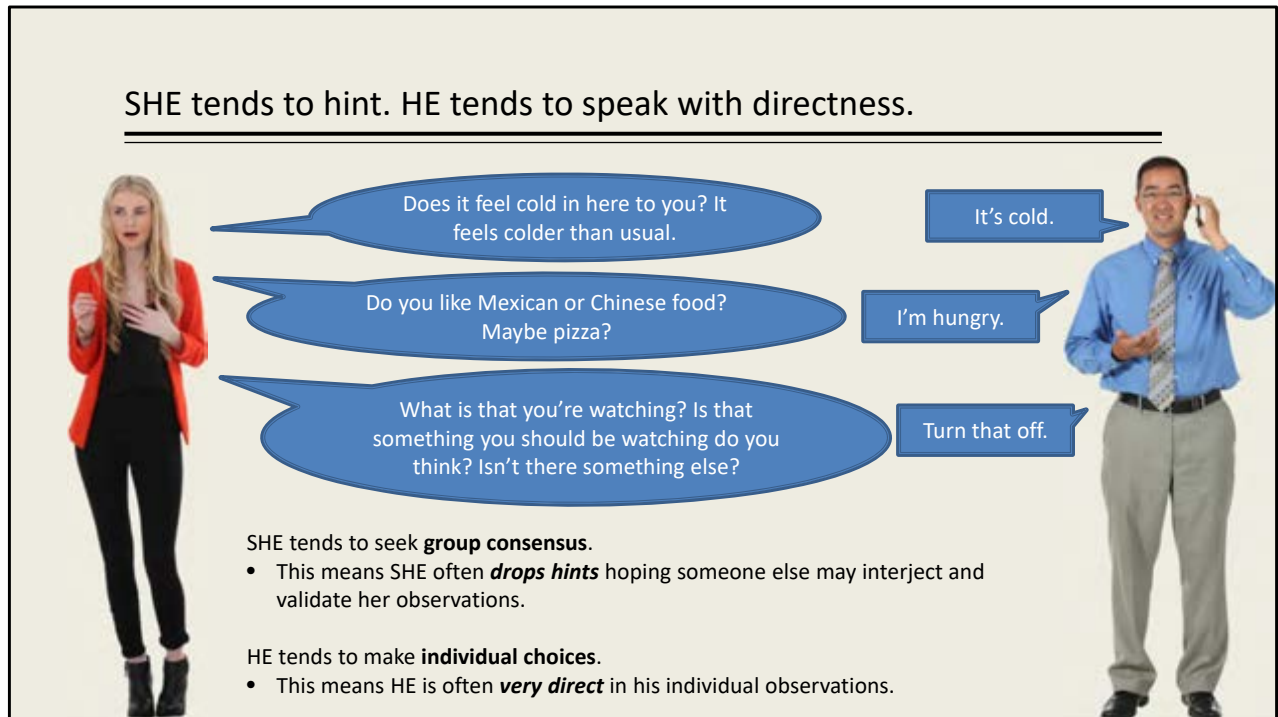 SHE tends to hint. HE tends to speak with directness.
Does it feel cold in here to you? It
feels colder than usual.
It’s cold.
Do you like Mexican or Chinese food?
Maybe pizza?
I’m hungry.
What is that you’re watching? Is that
something you should be watching do you
think? Isn’t there something else?
Turn that off.
SHE tends to seek group consensus.
• This means SHE often drops hints hoping someone else may interject and
validate her observations.
HE tends to make individual choices.
• This means HE is often very direct in his individual observations.